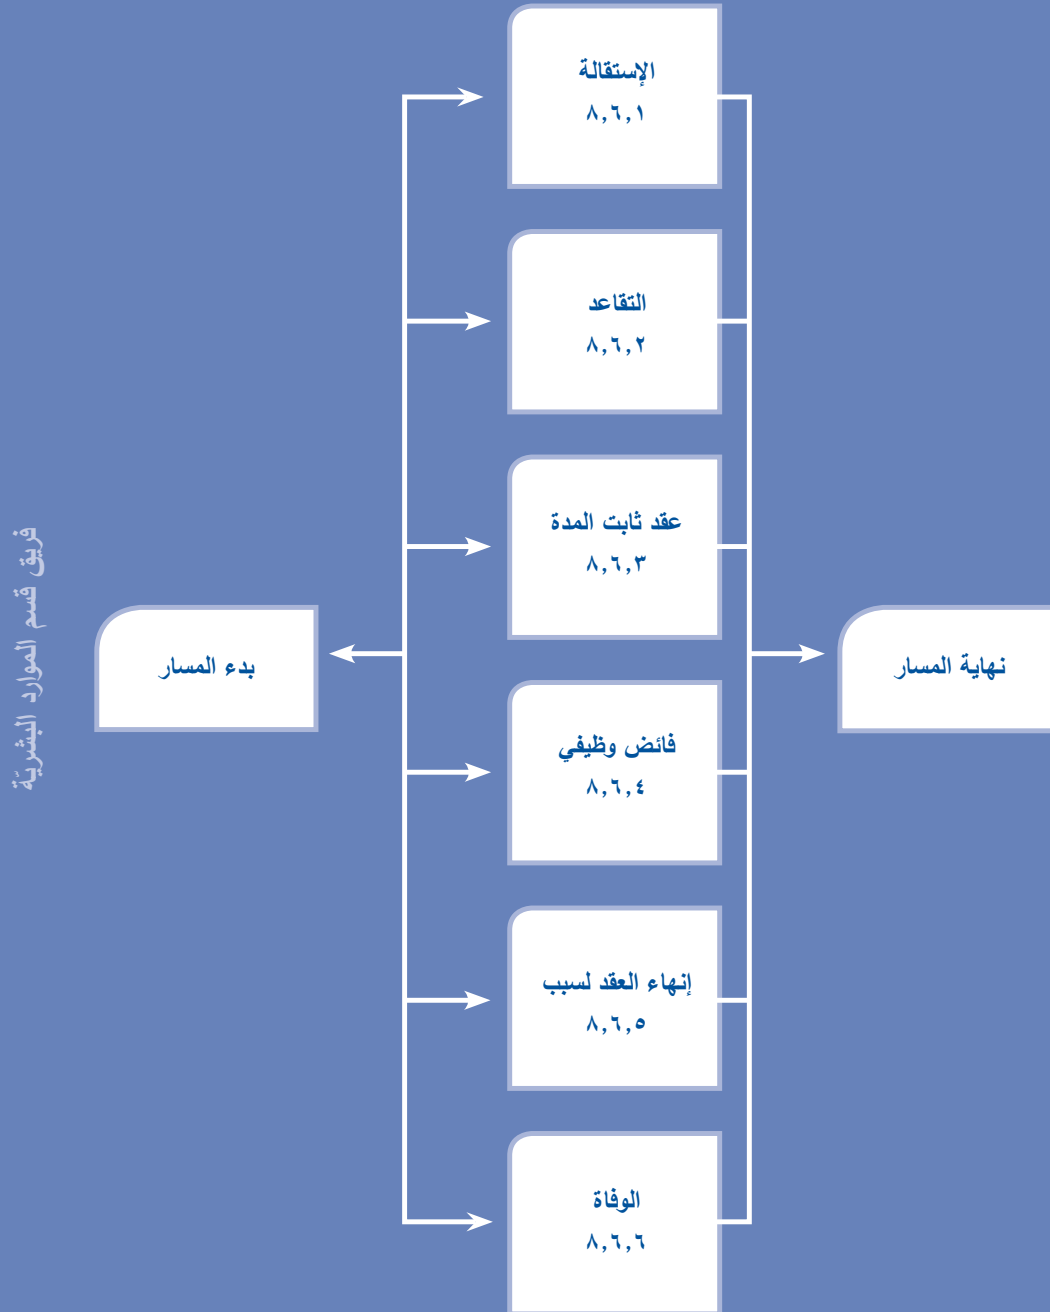 فريق قسم الموارد البشريّة
بدء المسار
الإستقالة
٨,٦,١
التقاعد
٨,٦,٢
عقد ثابت المدة
٨,٦,٣
فائض وظيفي
٨,٦,٤
إنهاء العقد لسبب
٨,٦,٥
الوفاة
٨,٦,٦
نهاية المسار